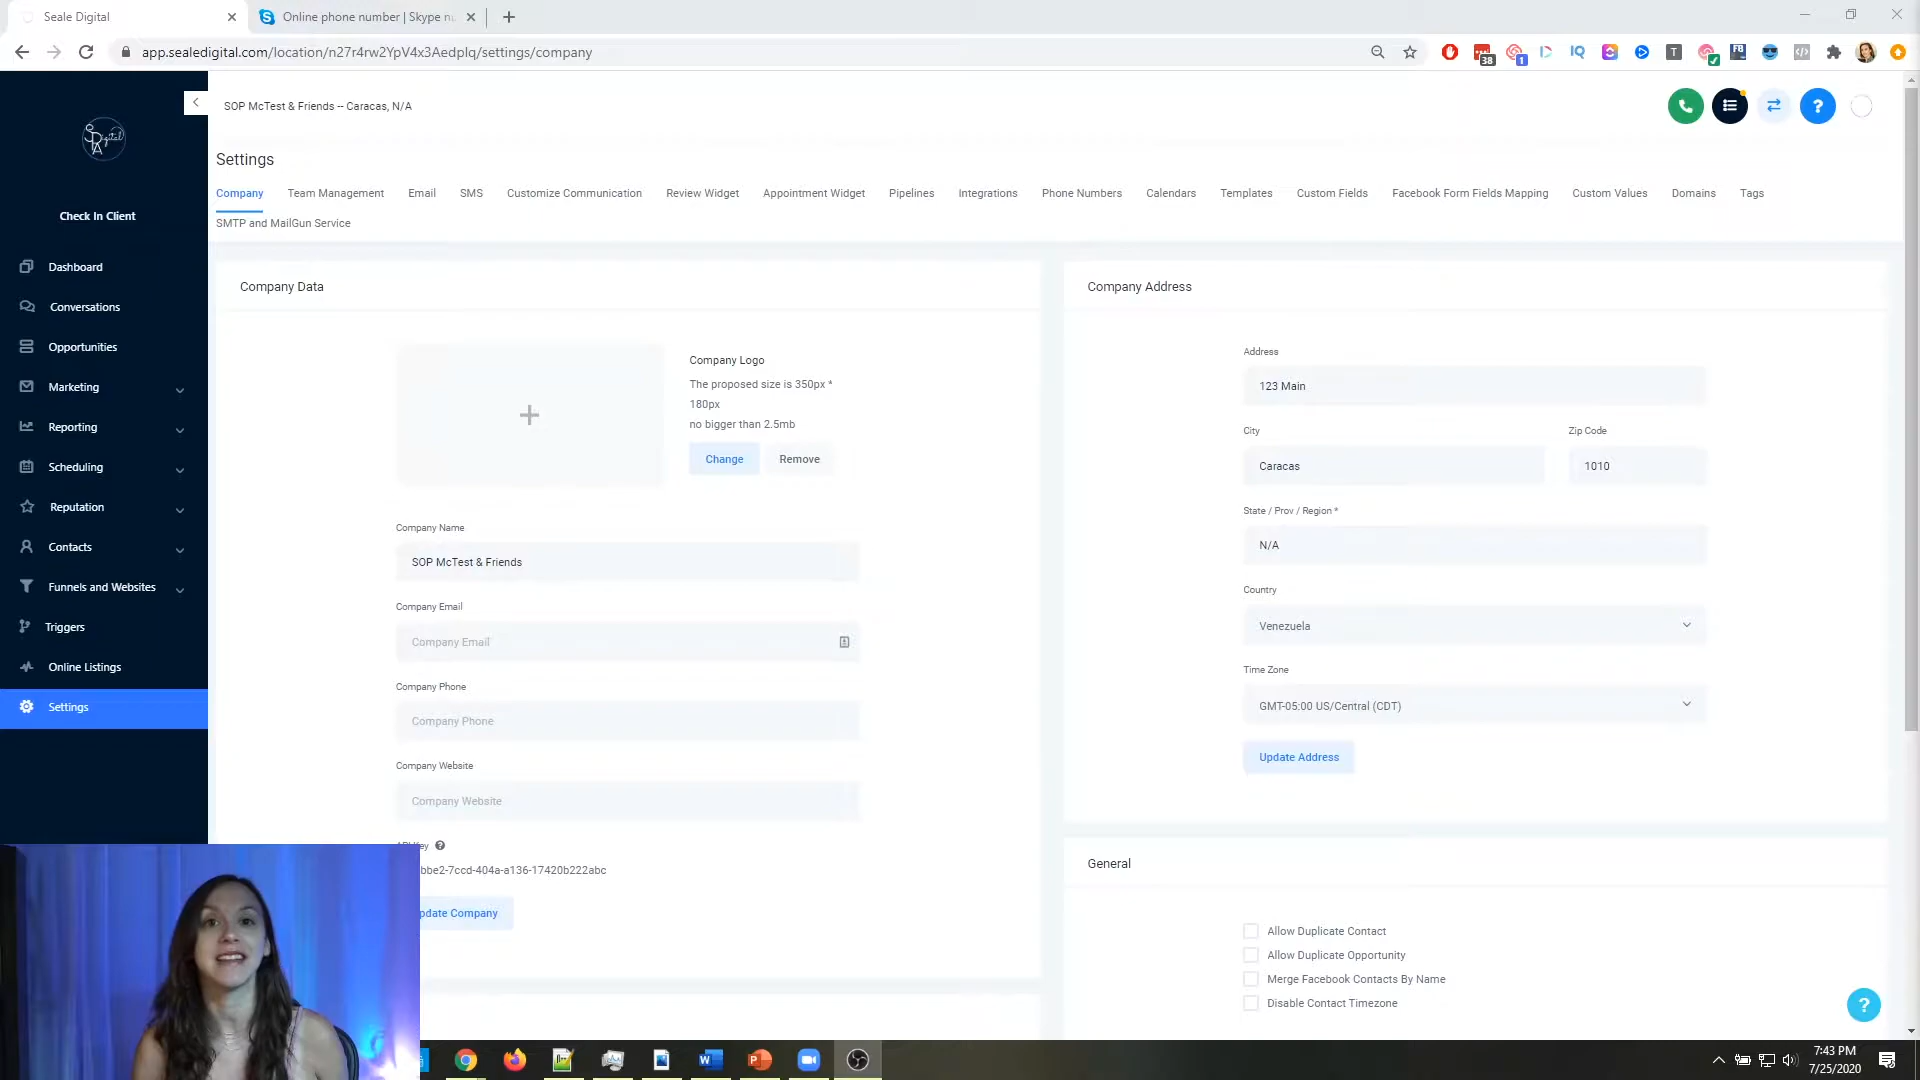 Seale Digital
Online phone number | Skype nu
app.sealedigital.com/location/n27r4rw2YpV4x3Aedplq/settings/company
38
1
IQ
T
FB
SOP McTest & Friends -- Caracas, N/A
?
Settings
Company Team Management Email SMS Customize Communication Review Widget Appointment Widget Pipelines Integrations Phone Numbers Calendars Templates Custom Fields Facebook Form Fields Mapping Custom Values Domains Tags
SMTP and MailGun Service
Check In Client
Dashboard
Conversations
Opportunities
Marketing
Reporting
Scheduling
Reputation
Contacts
Funnels and Websites
Triggers
Online Listings
Settings
Company Data
Company Logo
The proposed size is 350px *
180px
no bigger than 2.5mb
Change Remove
Company Name
SOP McTest & Friends
Company Email
Company Email
Company Phone
Company Phone
Company Website
Company Website
bbe2-7ccd-404a-a136-17420b222abc
pdate Company
Company Address
Address
123 Main
City Zip Code
Caracas 1010
State / Prov / Region *
N/A
Country
Venezuela
Time Zone
GMT-05:00 US/Central (CDT)
Update Address
General
Allow Duplicate Contact
Allow Duplicate Opportunity
Merge Facebook Contacts By Name
Disable Contact Timezone
?
7:43 PM
7/25/2020